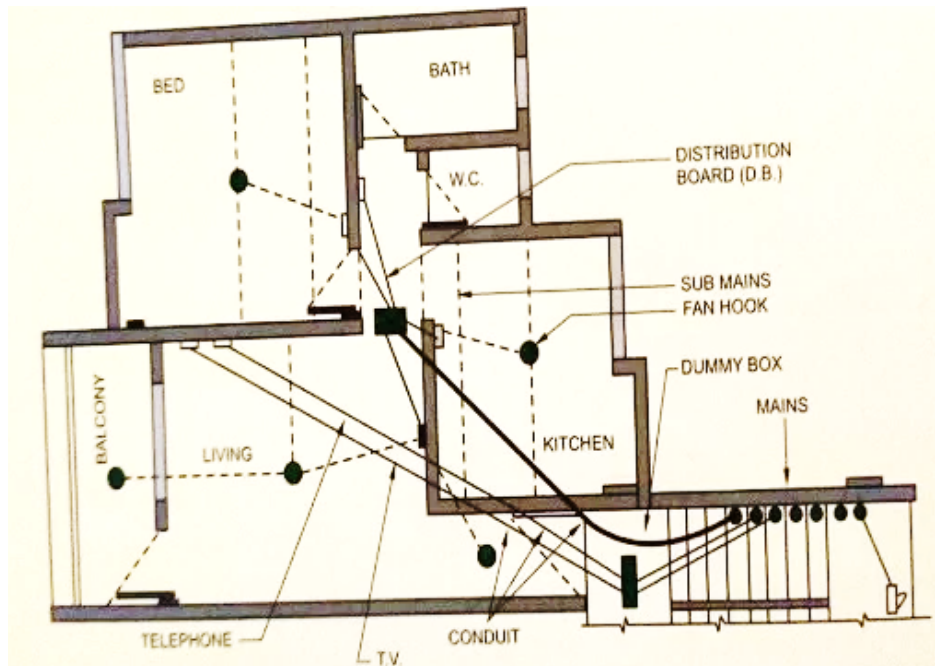 BED
BATH
DISTRIBUTION
BOARD (D.B.)
W.C.
SUB MAINS
FAN HOOK
DUMMY BOX
MAINS
BALCONY
LIVING
KITCHEN
TELEPHONE
T.V.
CONDUIT